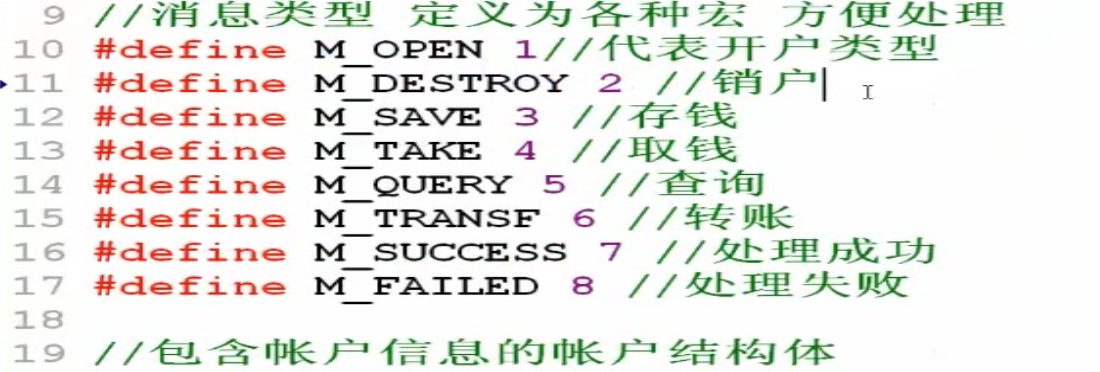 9 //消息类型 定义为各种宏 方便处理
10 #define M_OPEN 1//代表开户类型
11 #define M_DESTROY 2 //销户
12 #define M_SAVE 3 //存钱
13 #define M_TAKE 4 //取钱
14 #define M_QUERY 5 //查询
15 #define M_TRANSF 6 //转账
16 #define M_SUCCESS 7 //处理成功
17 #define M_FAILED 8 //处理失败
18
19 //包含帐户信息的帐户结构体